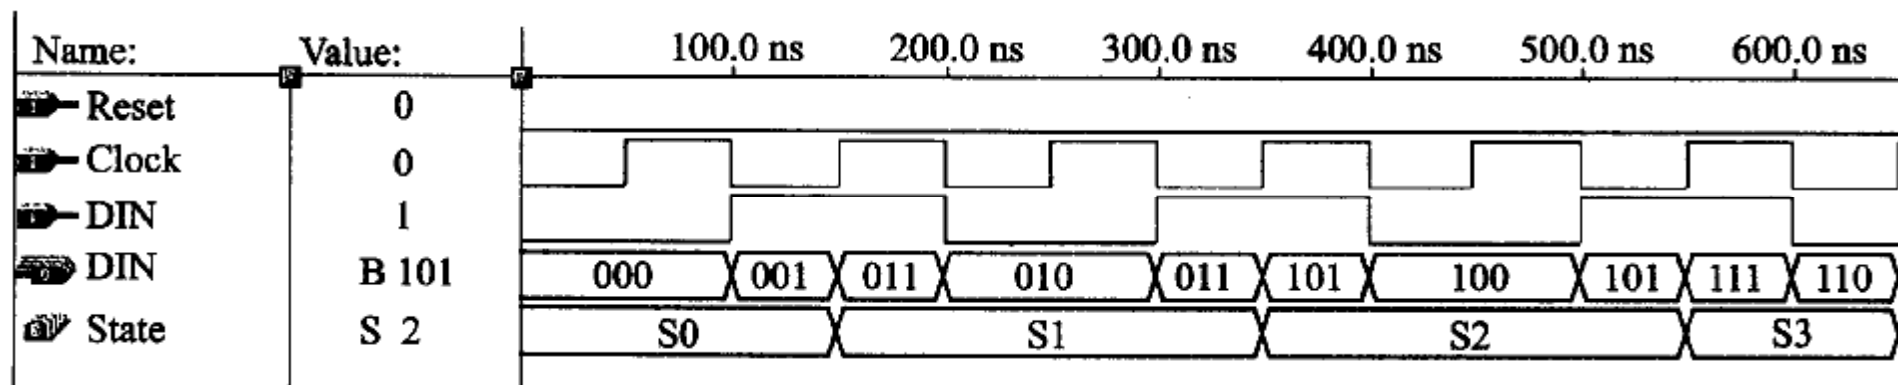 Name: Value: 100.0 ns 200.0 ns 300.0 ns 400.0 ns 500.0 ns 600.0 ns
Reset 0
Clock 0
DIN 1
DIN B 101 000 001 011 010 011 101 100 101 111 110
State S 2 S0 S1 S2 S3